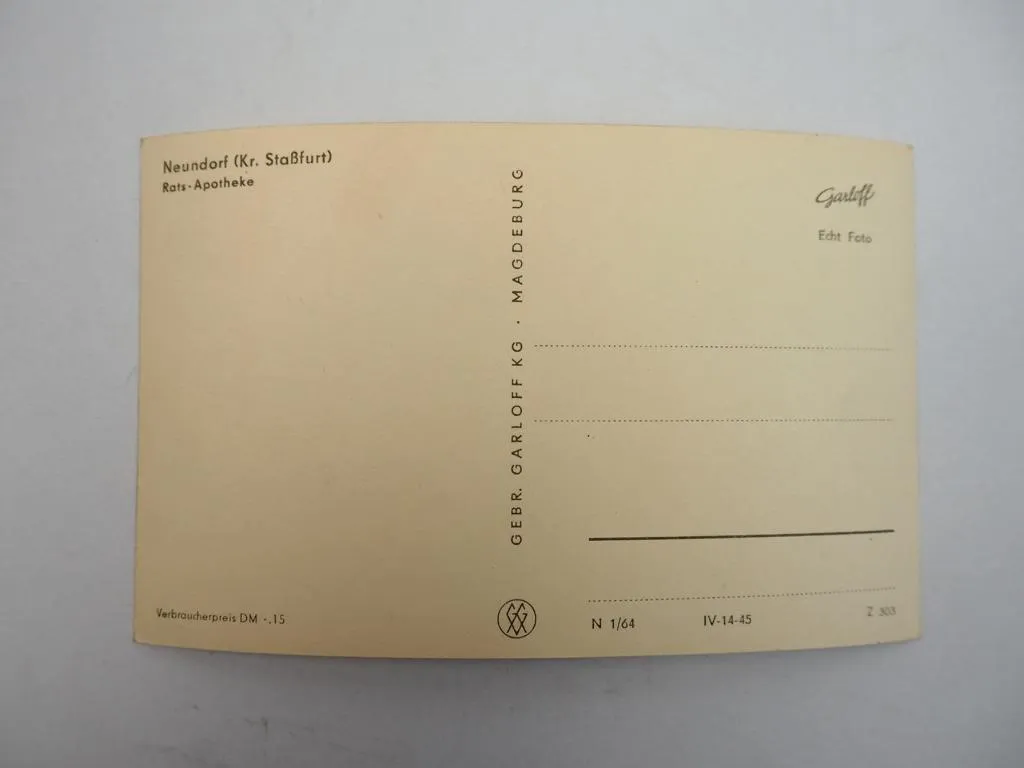 Neundorf (Kr. Staßfurt)
Rats-Apotheke
GEBR. GARLOFF KG · MAGDEBURG
Garloff
Echt Foto
Verbraucherpreis DM -.15
N 1/64 IV-14-45 Z 303